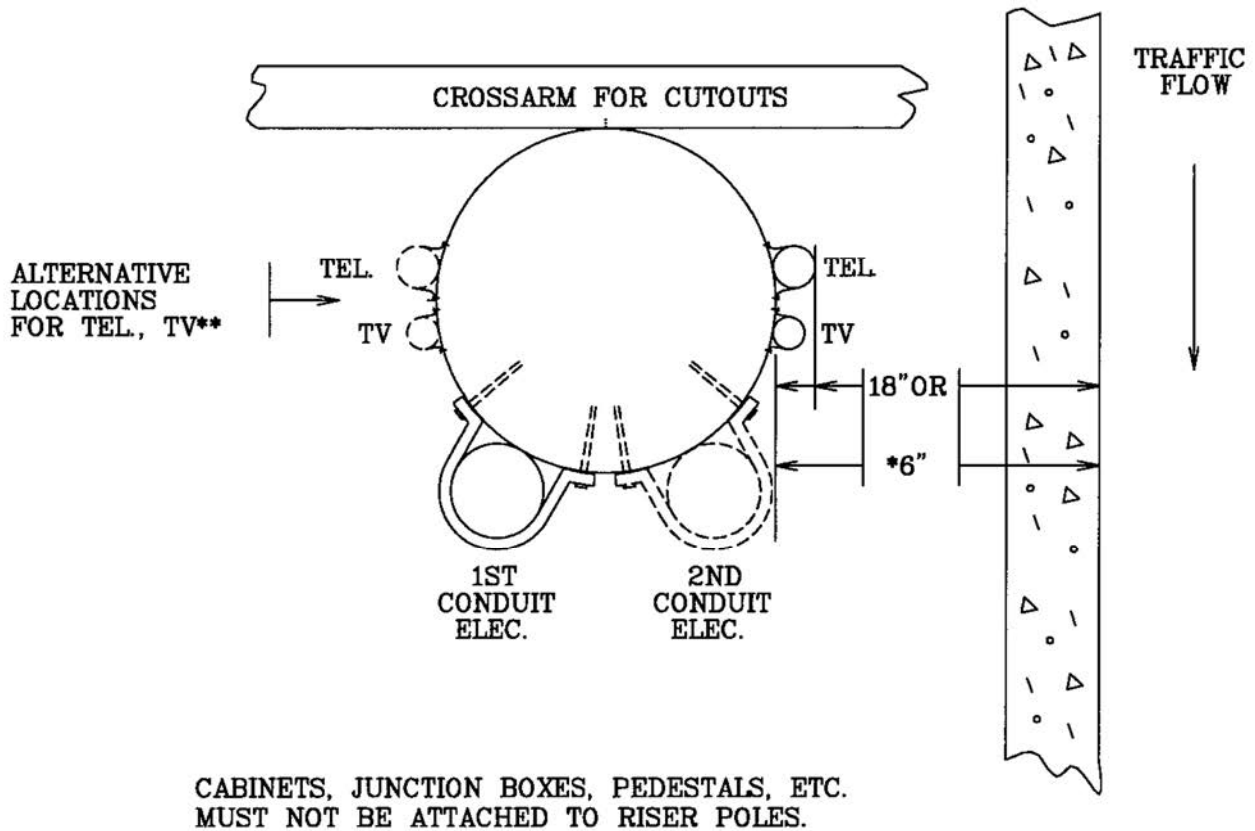 TRAFFIC
FLOW
CROSSARM FOR CUTOUTS
ALTERNATIVE
LOCATIONS
FOR TEL., TV**
TEL.
TV
TEL.
TV
18"OR
*6"
1ST
CONDUIT
ELEC.
2ND
CONDUIT
ELEC.
CABINETS, JUNCTION BOXES, PEDESTALS, ETC.
MUST NOT BE ATTACHED TO RISER POLES.